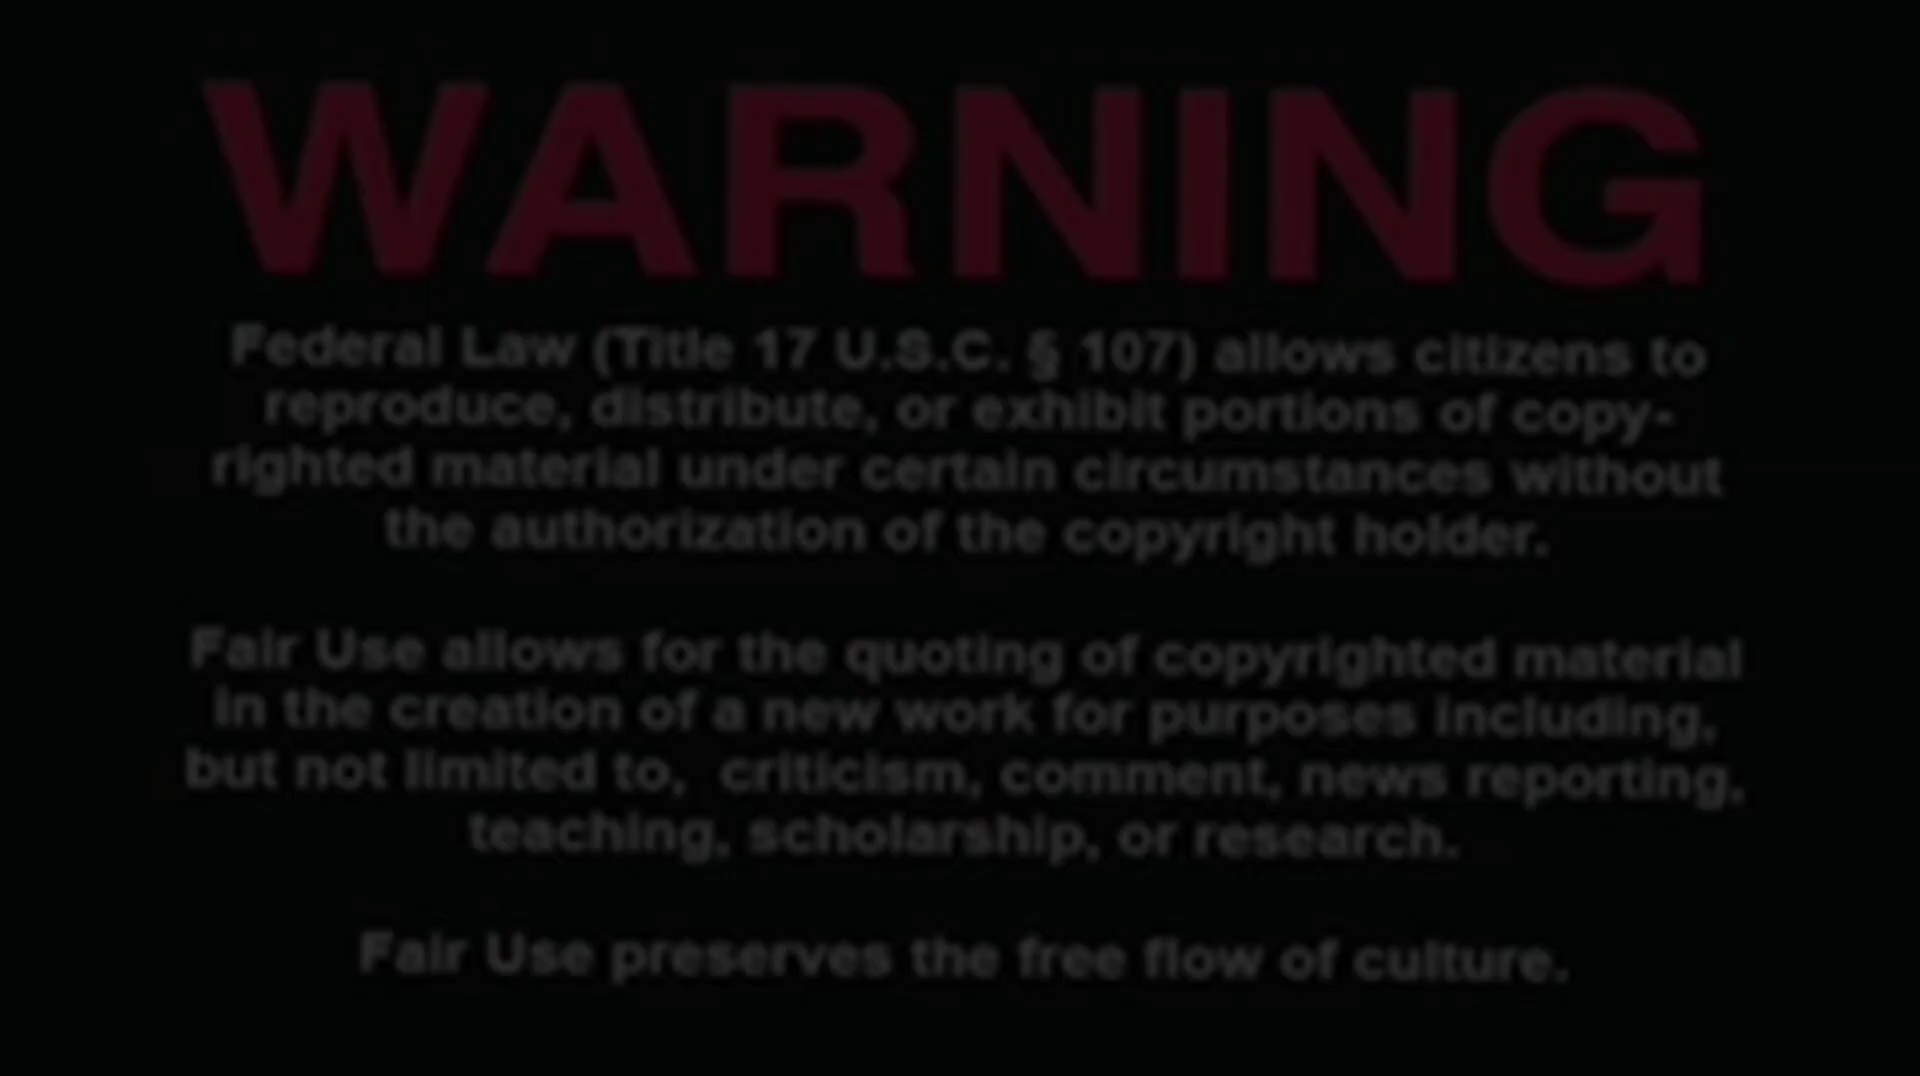 WARNING
Federal Law (Title 17 U.S.C. § 107) allows citizens to
reproduce, distribute, or exhibit portions of copy-
righted material under certain circumstances without
the authorization of the copyright holder.
Fair Use allows for the quoting of copyrighted material
in the creation of a new work for purposes including,
but not limited to,  criticism, comment, news reporting,
teaching, scholarship, or research.
Fair Use preserves the free flow of culture.